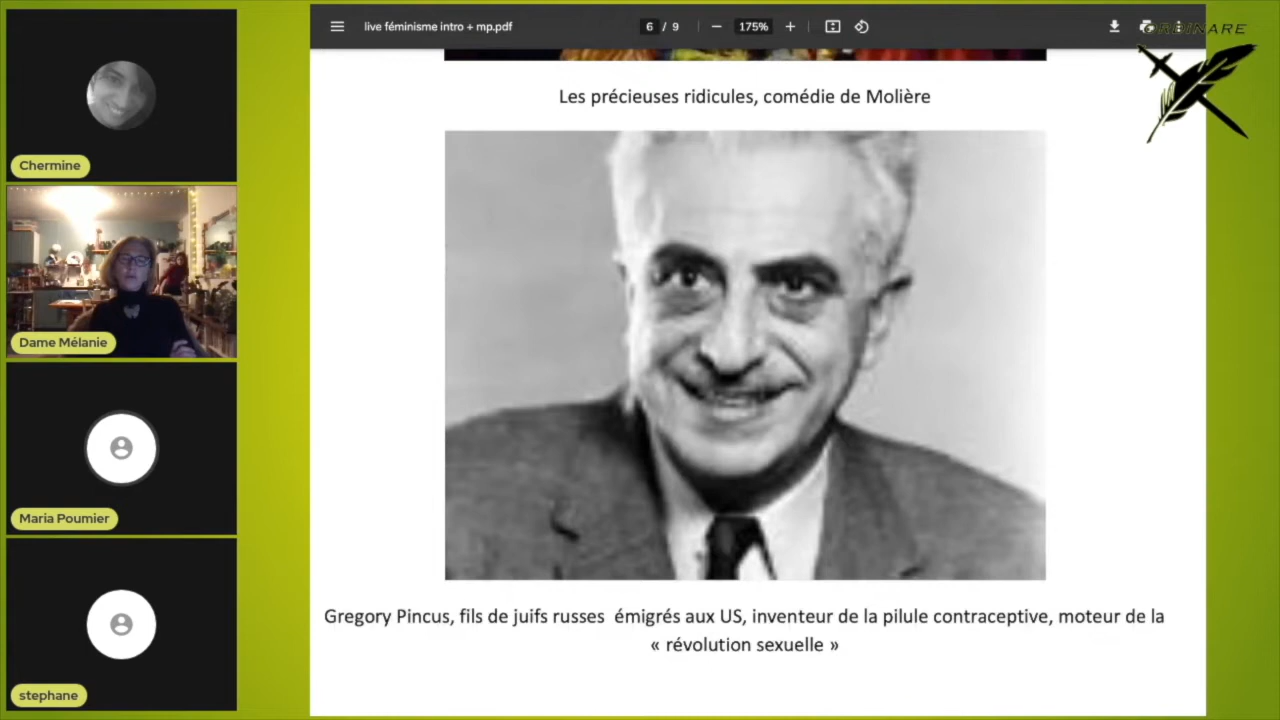 live féminisme intro + mp.pdf
6 / 9
175%
Chermine
Les précieuses ridicules, comédie de Molière
Dame Mélanie
Maria Poumier
Gregory Pincus, fils de juifs russes émigrés aux US, inventeur de la pilule contraceptive, moteur de la
« révolution sexuelle »
stephane